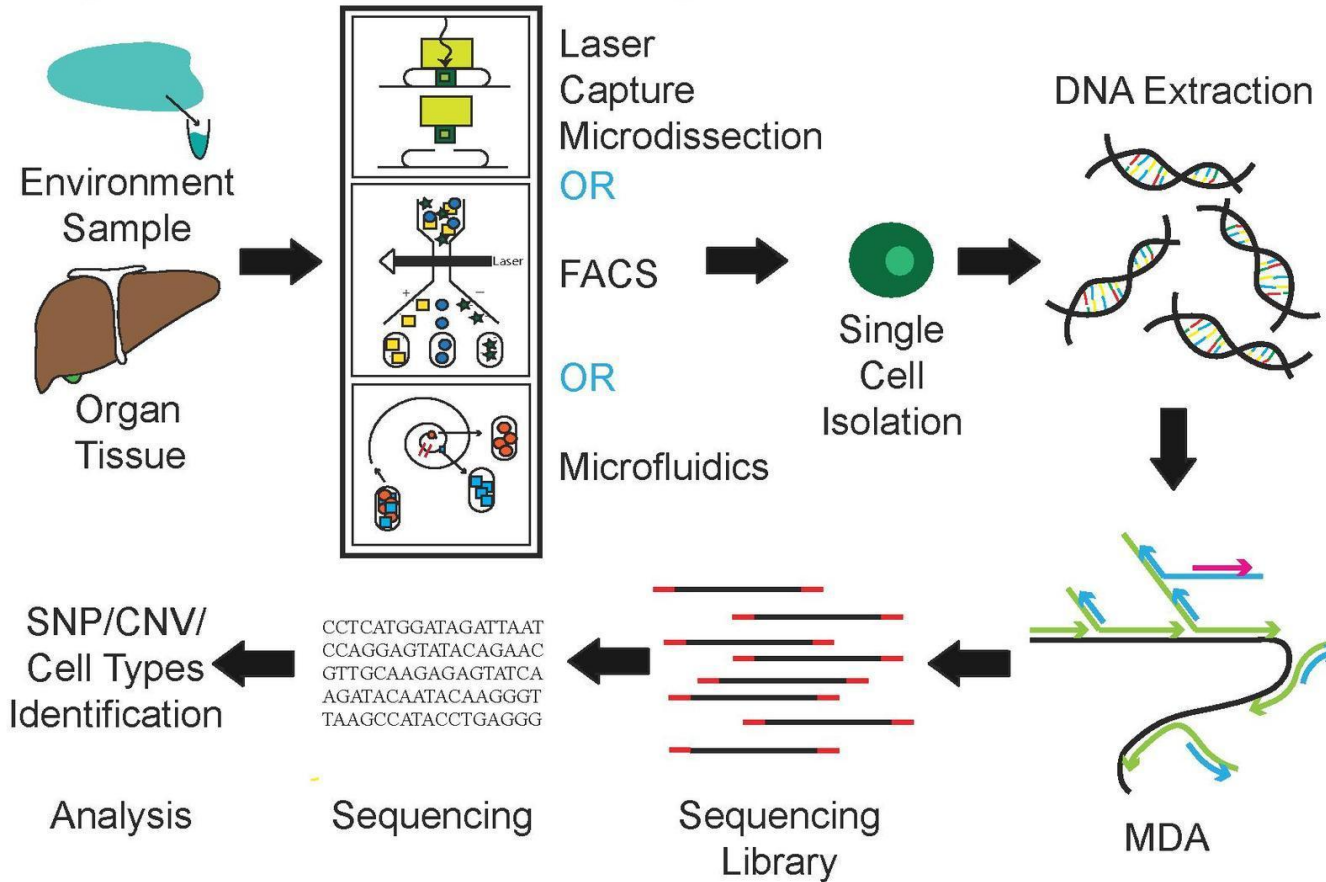 Environment
Sample
Organ
Tissue
Laser
+
−
Laser
Capture
Microdissection
OR
FACS
OR
Microfluidics
Single
Cell
Isolation
DNA Extraction
MDA
Sequencing
Library
CCTCATGGATAGATTAAT
CCAGGAGTATACAGAAC
GTTGCAAGAGAGTATCA
AGATACAATACAAGGGT
TAAGCCATACCTGAGGG
Sequencing
SNP/CNV/
Cell Types
Identification
Analysis